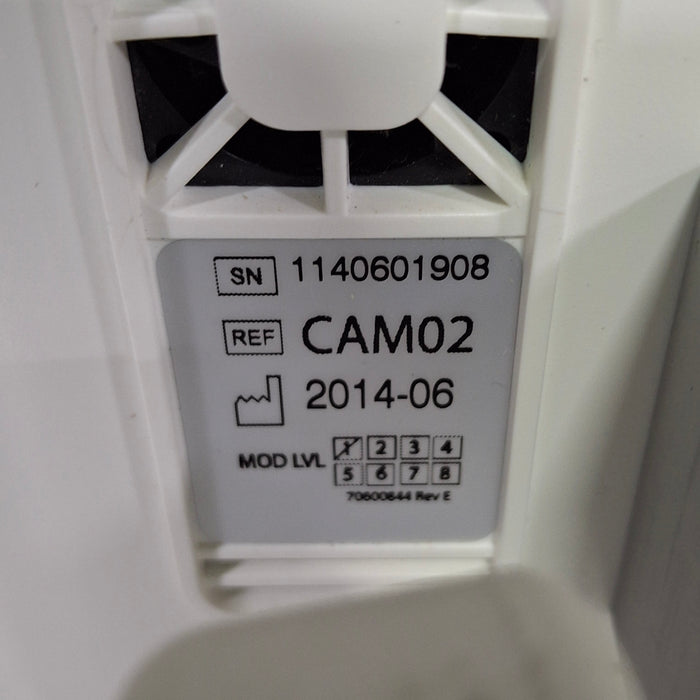 SN 1140601908
REF CAM02
2014-06
MOD LVL 1 2 3 4
5 6 7 8
70600844 Rev E